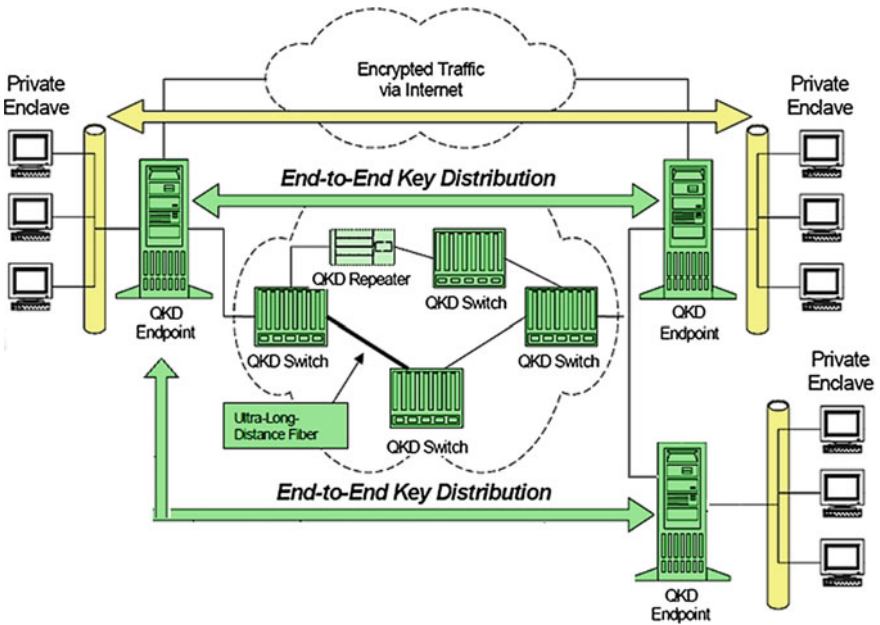 Encrypted Traffic
via Internet
Private
Enclave
Private
Enclave
End-to-End Key Distribution
QKD Repeater
QKD Switch
QKD
Endpoint
QKD Switch
QKD Switch
QKD
Endpoint
Ultra-Long-
Distance Fiber
QKD Switch
Private
Enclave
End-to-End Key Distribution
QKD
Endpoint